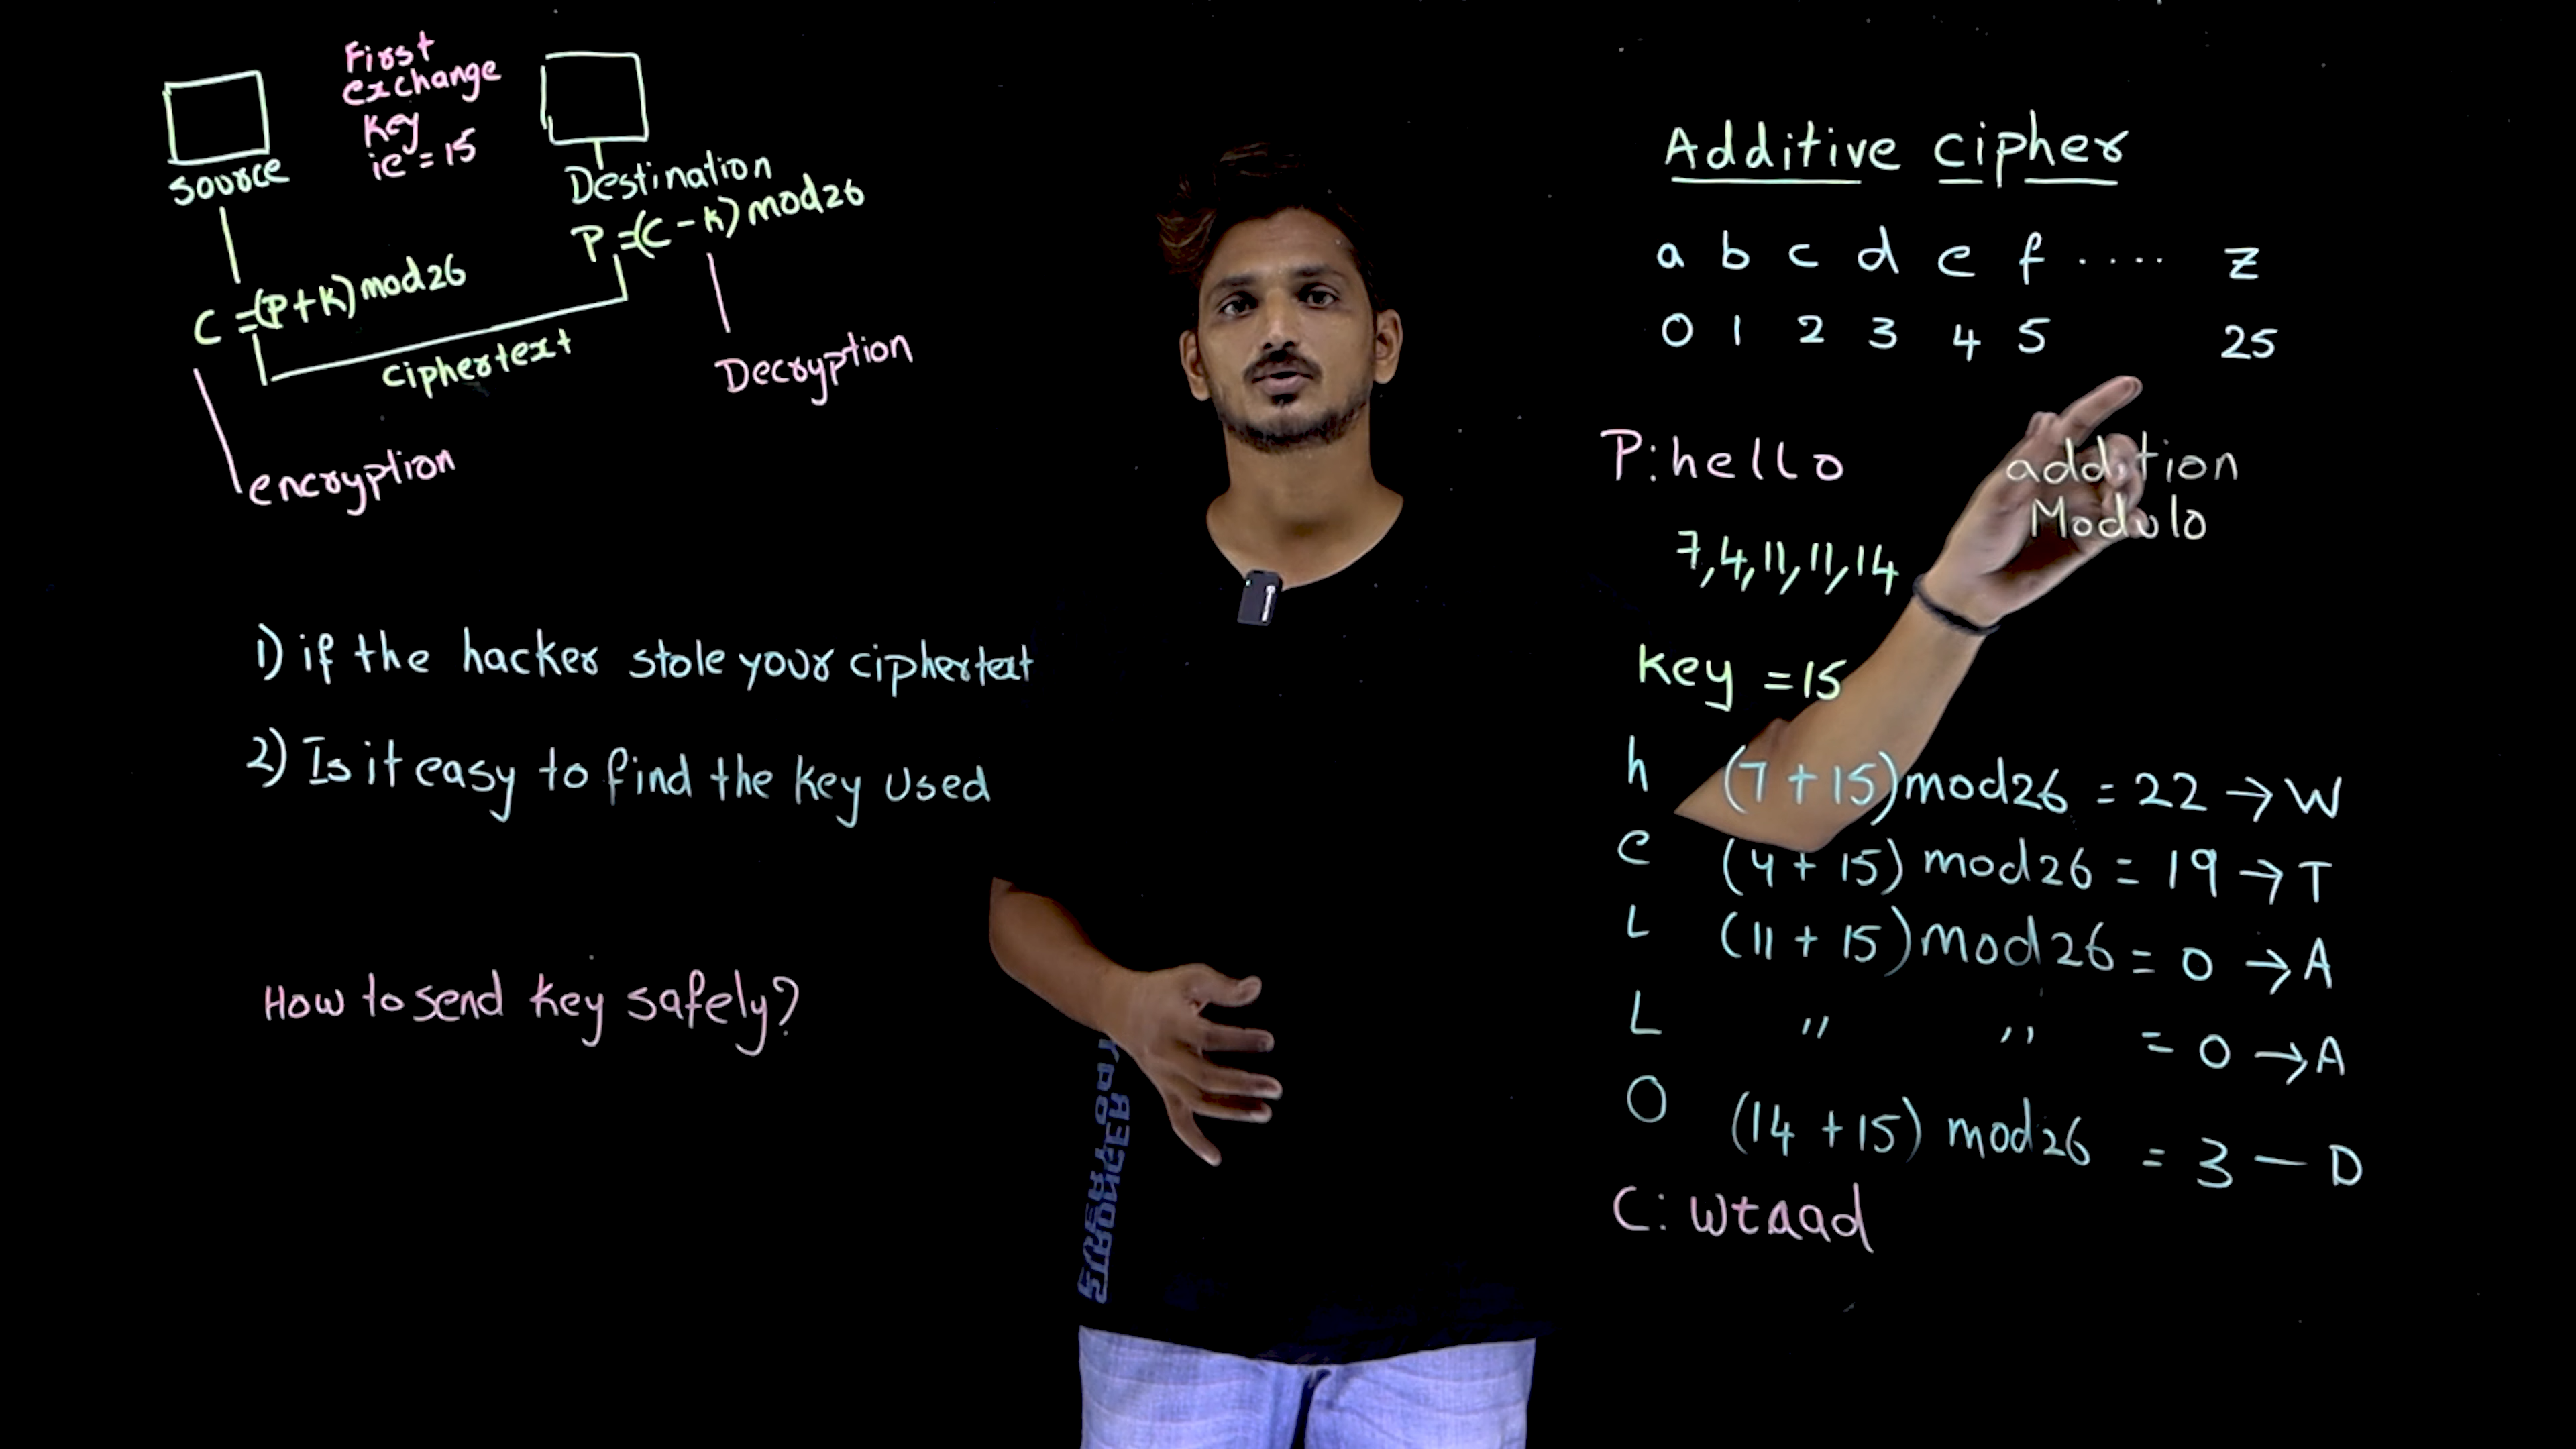 First
exchange
Key
ie = 15
source
Destination
P = (C - K) mod 26
C = (P + K) mod 26
ciphertext
Decryption
encryption
1) if the hacker stole your ciphertext
2) Is it easy to find the key used
How to send key safely?
Additive cipher
a b c d e f .... z
0 1 2 3 4 5 25
P: hello
addition
Modulo
7, 4, 11, 11, 14
key = 15
h (7 + 15) mod 26 = 22 → W
e (4 + 15) mod 26 = 19 → T
L (11 + 15) mod 26 = 0 → A
L " " = 0 → A
O (14 + 15) mod 26 = 3 — D
C: wtaad